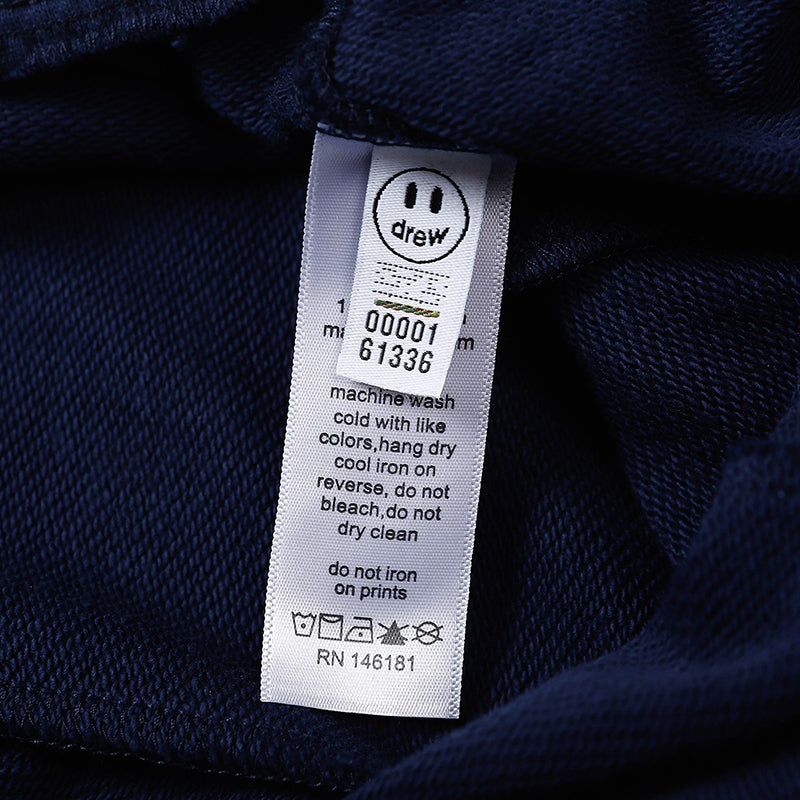 drew
00001
61336
machine wash
cold with like
colors,hang dry
cool iron on
reverse, do not
bleach,do not
dry clean
do not iron
on prints
RN 146181